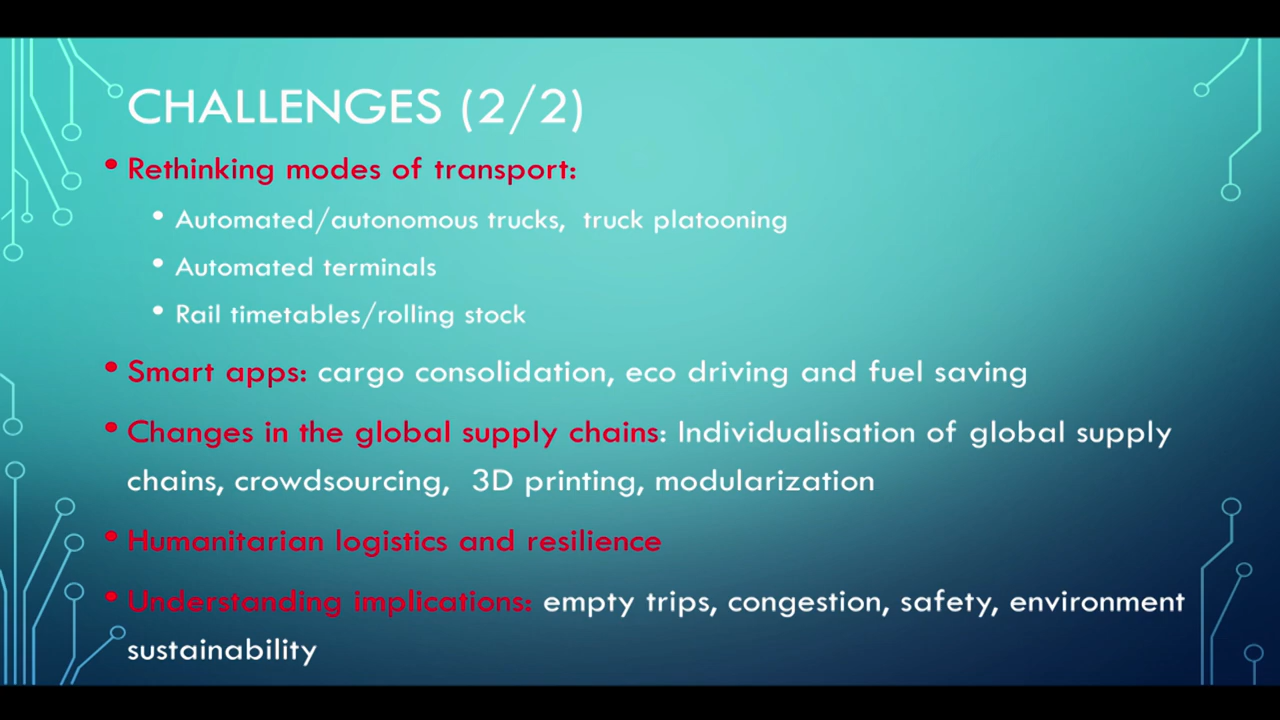 CHALLENGES (2/2)
• Rethinking modes of transport:
• Automated/autonomous trucks, truck platooning
• Automated terminals
• Rail timetables/rolling stock
• Smart apps: cargo consolidation, eco driving and fuel saving
• Changes in the global supply chains: Individualisation of global supply
chains, crowdsourcing, 3D printing, modularization
• Humanitarian logistics and resilience
• Understanding implications: empty trips, congestion, safety, environment
sustainability